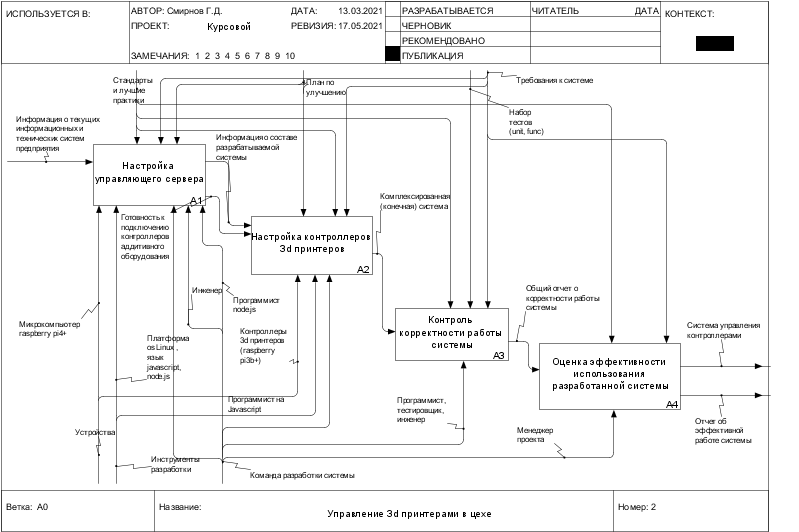 ИСПОЛЬЗУЕТСЯ В:
АВТОР: Смирнов Г.Д.
ДАТА: 13.03.2021
ПРОЕКТ: Курсовой
РЕВИЗИЯ: 17.05.2021
ЗАМЕЧАНИЯ: 1 2 3 4 5 6 7 8 9 10
РАЗРАБАТЫВАЕТСЯ
ЧЕРНОВИК
РЕКОМЕНДОВАНО
ПУБЛИКАЦИЯ
ЧИТАТЕЛЬ
ДАТА
КОНТЕКСТ:
Стандарты
и лучшие
практики
План по
улучшению
Требования к системе
Набор
тестов
(unit, func)
Информация о текущих
информационных и
технических систем
предприятия
Информация о составе
разрабатываемой
системы
Настройка
управляющего сервера
A1
Готовность к
подключению
контроллеров
аддитивного
оборудования
Комплексированная
(конечная) система
Настройка контроллеров
3d принтеров
A2
Инженер
Программист
node.js
Общий отчет о
корректности работы
системы
Микрокомпьютер
raspberry pi4+
Платформа
os Linux ,
язык
javascript,
node.js
Контроллеры
3d принтеров
(raspberry
pi3b+)
Контроль
корректности работы
системы
A3
Система управления
контроллерами
Оценка эффективности
использования
разработанной системы
A4
Программист на
Javascript
Программист,
тестировщик,
инженер
Отчет об
эффективной
работе системы
Устройства
Менеджер
проекта
Инструменты
разработки
Команда разработки системы
Ветка: A0
Название:
Управление 3d принтерами в цехе
Номер: 2